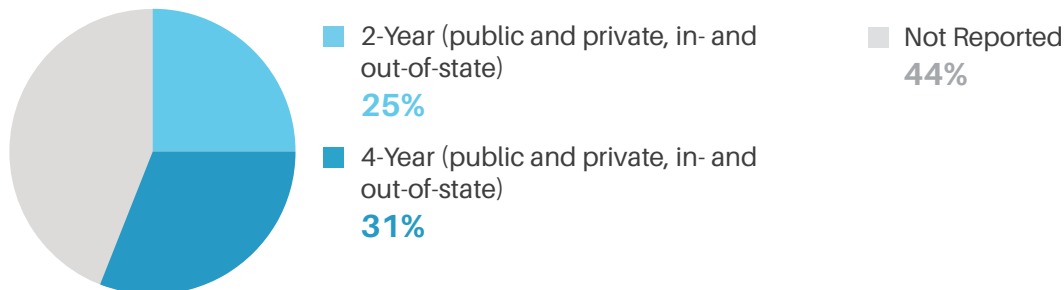 2-Year (public and private, in- and
out-of-state)
25%
4-Year (public and private, in- and
out-of-state)
31%
Not Reported
44%